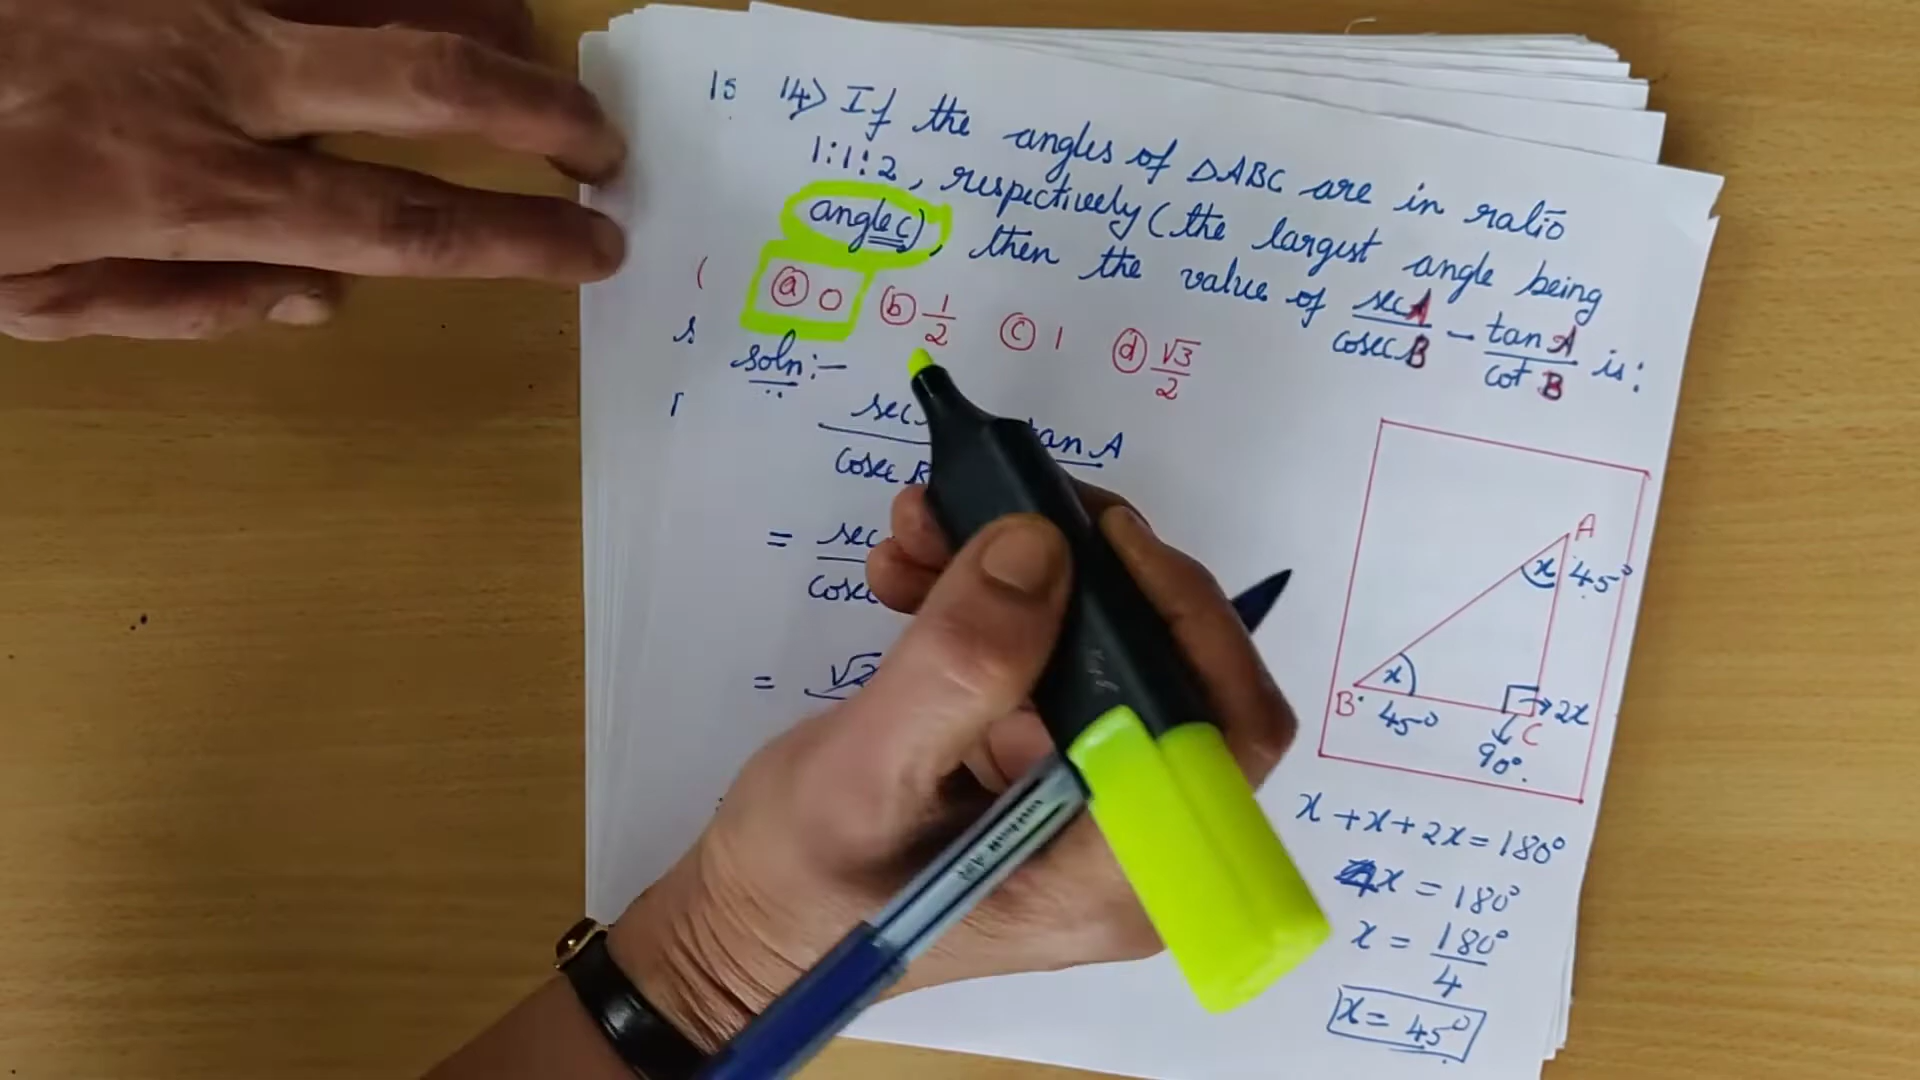 14) If the angles of ΔABC are in ratio
1:1:2, respectively (the largest angle being
angle C), then the value of secA/cosecB - tanA/cotB is:
ⓐ 0 ⓑ 1/2 ⓒ 1 ⓓ √3/2
soln:-
sec
tan A
cosec B
= sec
cosec
= √2
A
x 45°
x
B 45°
C
2x
90°.
x + x + 2x = 180°
4x = 180°
x = 180°/4
x = 45°